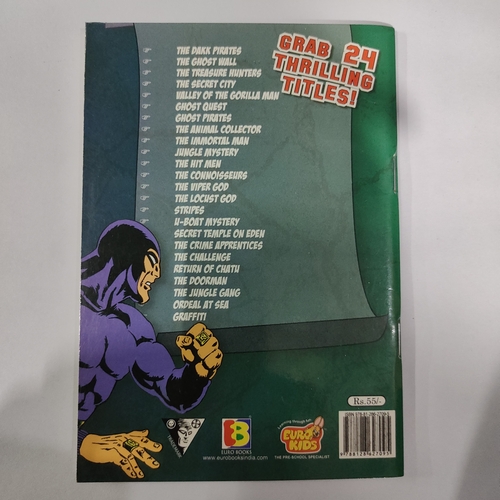 GRAB 24
THRILLING
TITLES!
THE DARK PIRATES
THE GHOST WALL
THE TREASURE HUNTERS
THE SECRET CITY
VALLEY OF THE GORILLA MAN
GHOST QUEST
GHOST PIRATES
THE ANIMAL COLLECTOR
THE IMMORTAL MAN
JUNGLE MYSTERY
THE HIT MEN
THE CONNOISSEURS
THE VIPER GOD
THE LOCUST GOD
STRIPES
U-BOAT MYSTERY
SECRET TEMPLE ON EDEN
THE CRIME APPRENTICES
THE CHALLENGE
RETURN OF CHATU
THE DOORMAN
THE JUNGLE GANG
ORDEAL AT SEA
GRAFFITI
Rs.55/-
EURO BOOKS
www.eurobooksindia.com
EURO
KIDS
THE PRE SCHOOL SPECIALIST